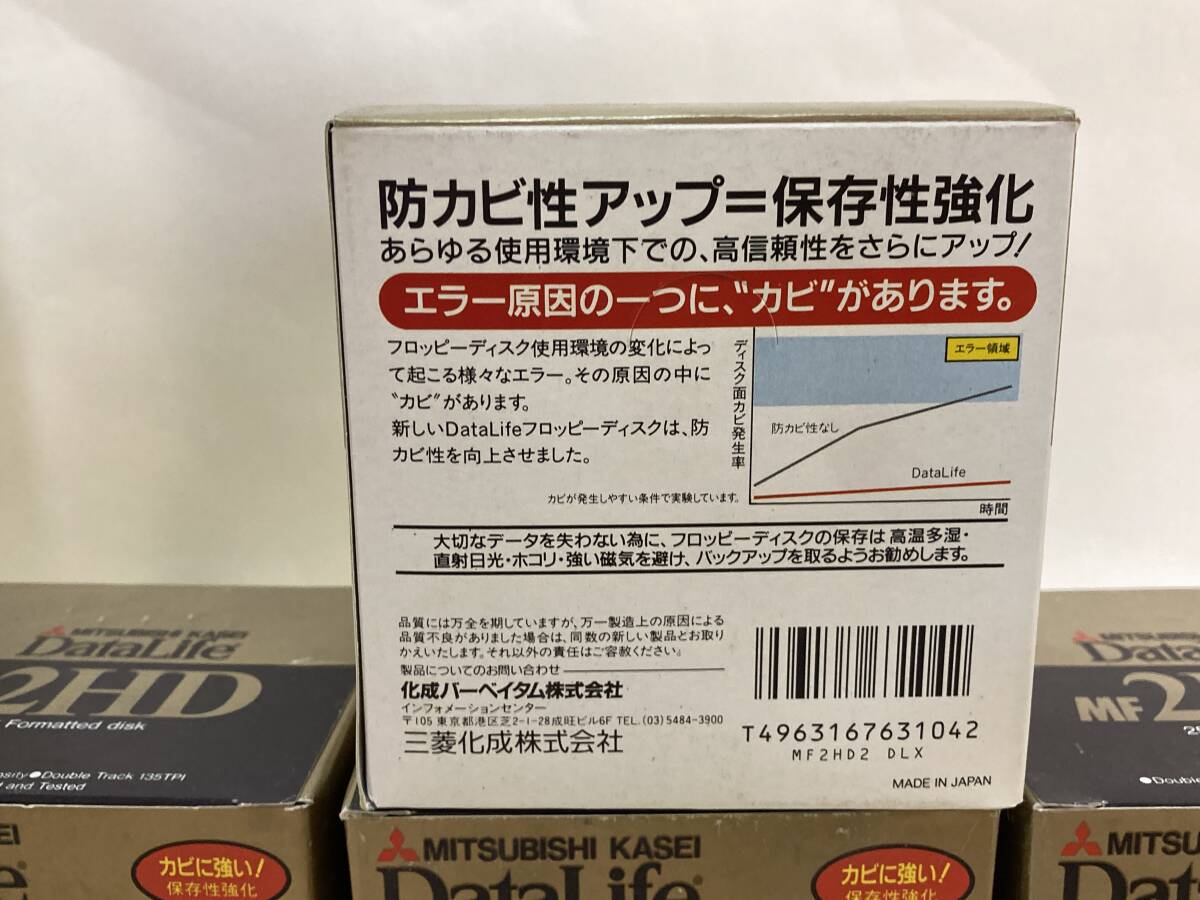 防カビ性アップ=保存性強化
あらゆる使用環境下での、高信頼性をさらにアップ!
エラー原因の一つに、“カビ”があります。
フロッピーディスク使用環境の変化によっ
て起こる様々なエラー。その原因の中に
“カビ”があります。
新しいDataLifeフロッピーディスクは、防
カビ性を向上させました。
ディスク面カビ発生率
エラー領域
防カビ性なし
DataLife
時間
カビが発生しやすい条件で実験しています。
大切なデータを失わない為に、フロッピーディスクの保存は高温多湿・
直射日光・ホコリ・強い磁気を避け、バックアップを取るようお勧めします。
品質には万全を期していますが、万一製造上の原因による
品質不良がありました場合は、同数の新しい製品とお取り
かえいたします。それ以外の責任はご容赦ください。
製品についてのお問い合わせ
化成バーベイタム株式会社
インフォメーションセンター
〒105 東京都港区芝2-1-28成旺ビル6F TEL.(03)5484-3900
三菱化成株式会社
T4963167631042
MF2HD2 DLX
MADE IN JAPAN
MITSUBISHI KASEI
DataLife
2HD
Formatted disk
●Double Track 135TPI
and Tested
KASEI
カビに強い!
保存性強化
MITSUBISHI KASEI
DataLife
カビに強い!
保存性強化
MITSUBISHI
MF2
MITSUBISHI